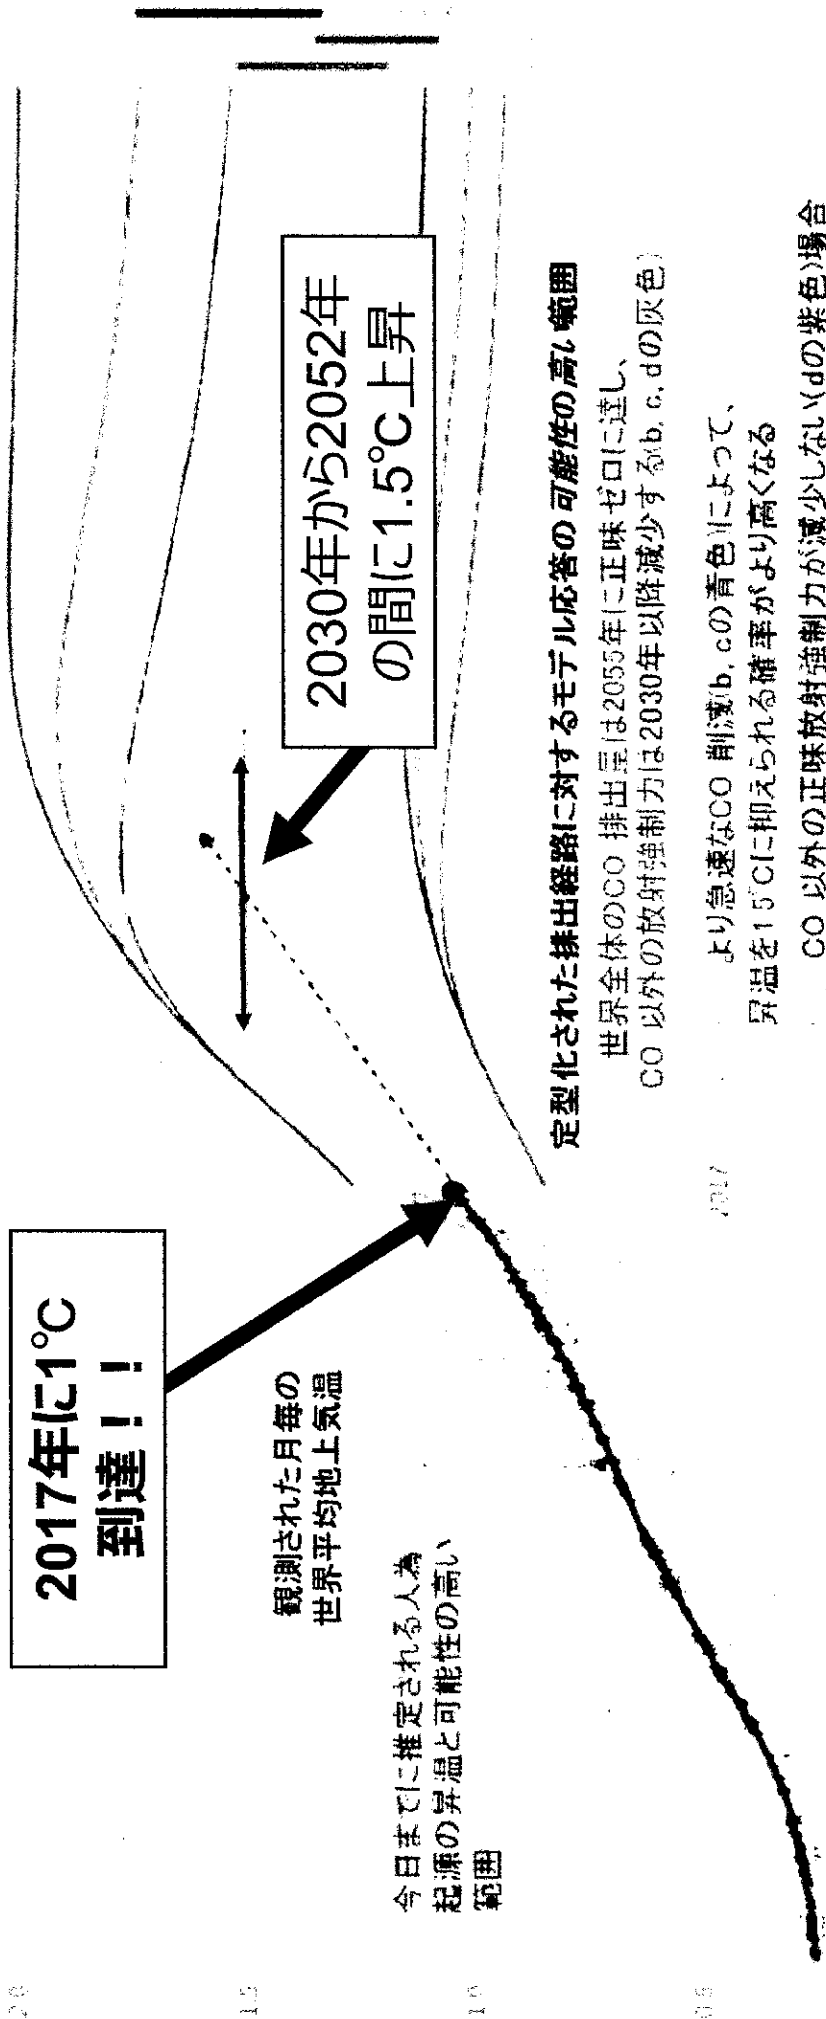 2.0
1.5
1.0
0.5
2017年に1℃
到達！！
観測された月毎の
世界平均地上気温
今日までに推定される人為
起源の昇温と可能性の高い
範囲
2030年から2052年
の間に1.5℃上昇
定型化された排出経路に対するモデル応答の可能性の高い範囲
世界全体のCO 排出量は2055年に正味ゼロに達し、
CO 以外の放射強制力は2030年以降減少する(b, c, dの灰色)
2017
より急速なCO 削減(b, cの青色)によって、
昇温を1.5℃に抑えられる確率がより高くなる
CO 以外の正味放射強制力が減少しない(dの紫色)場合